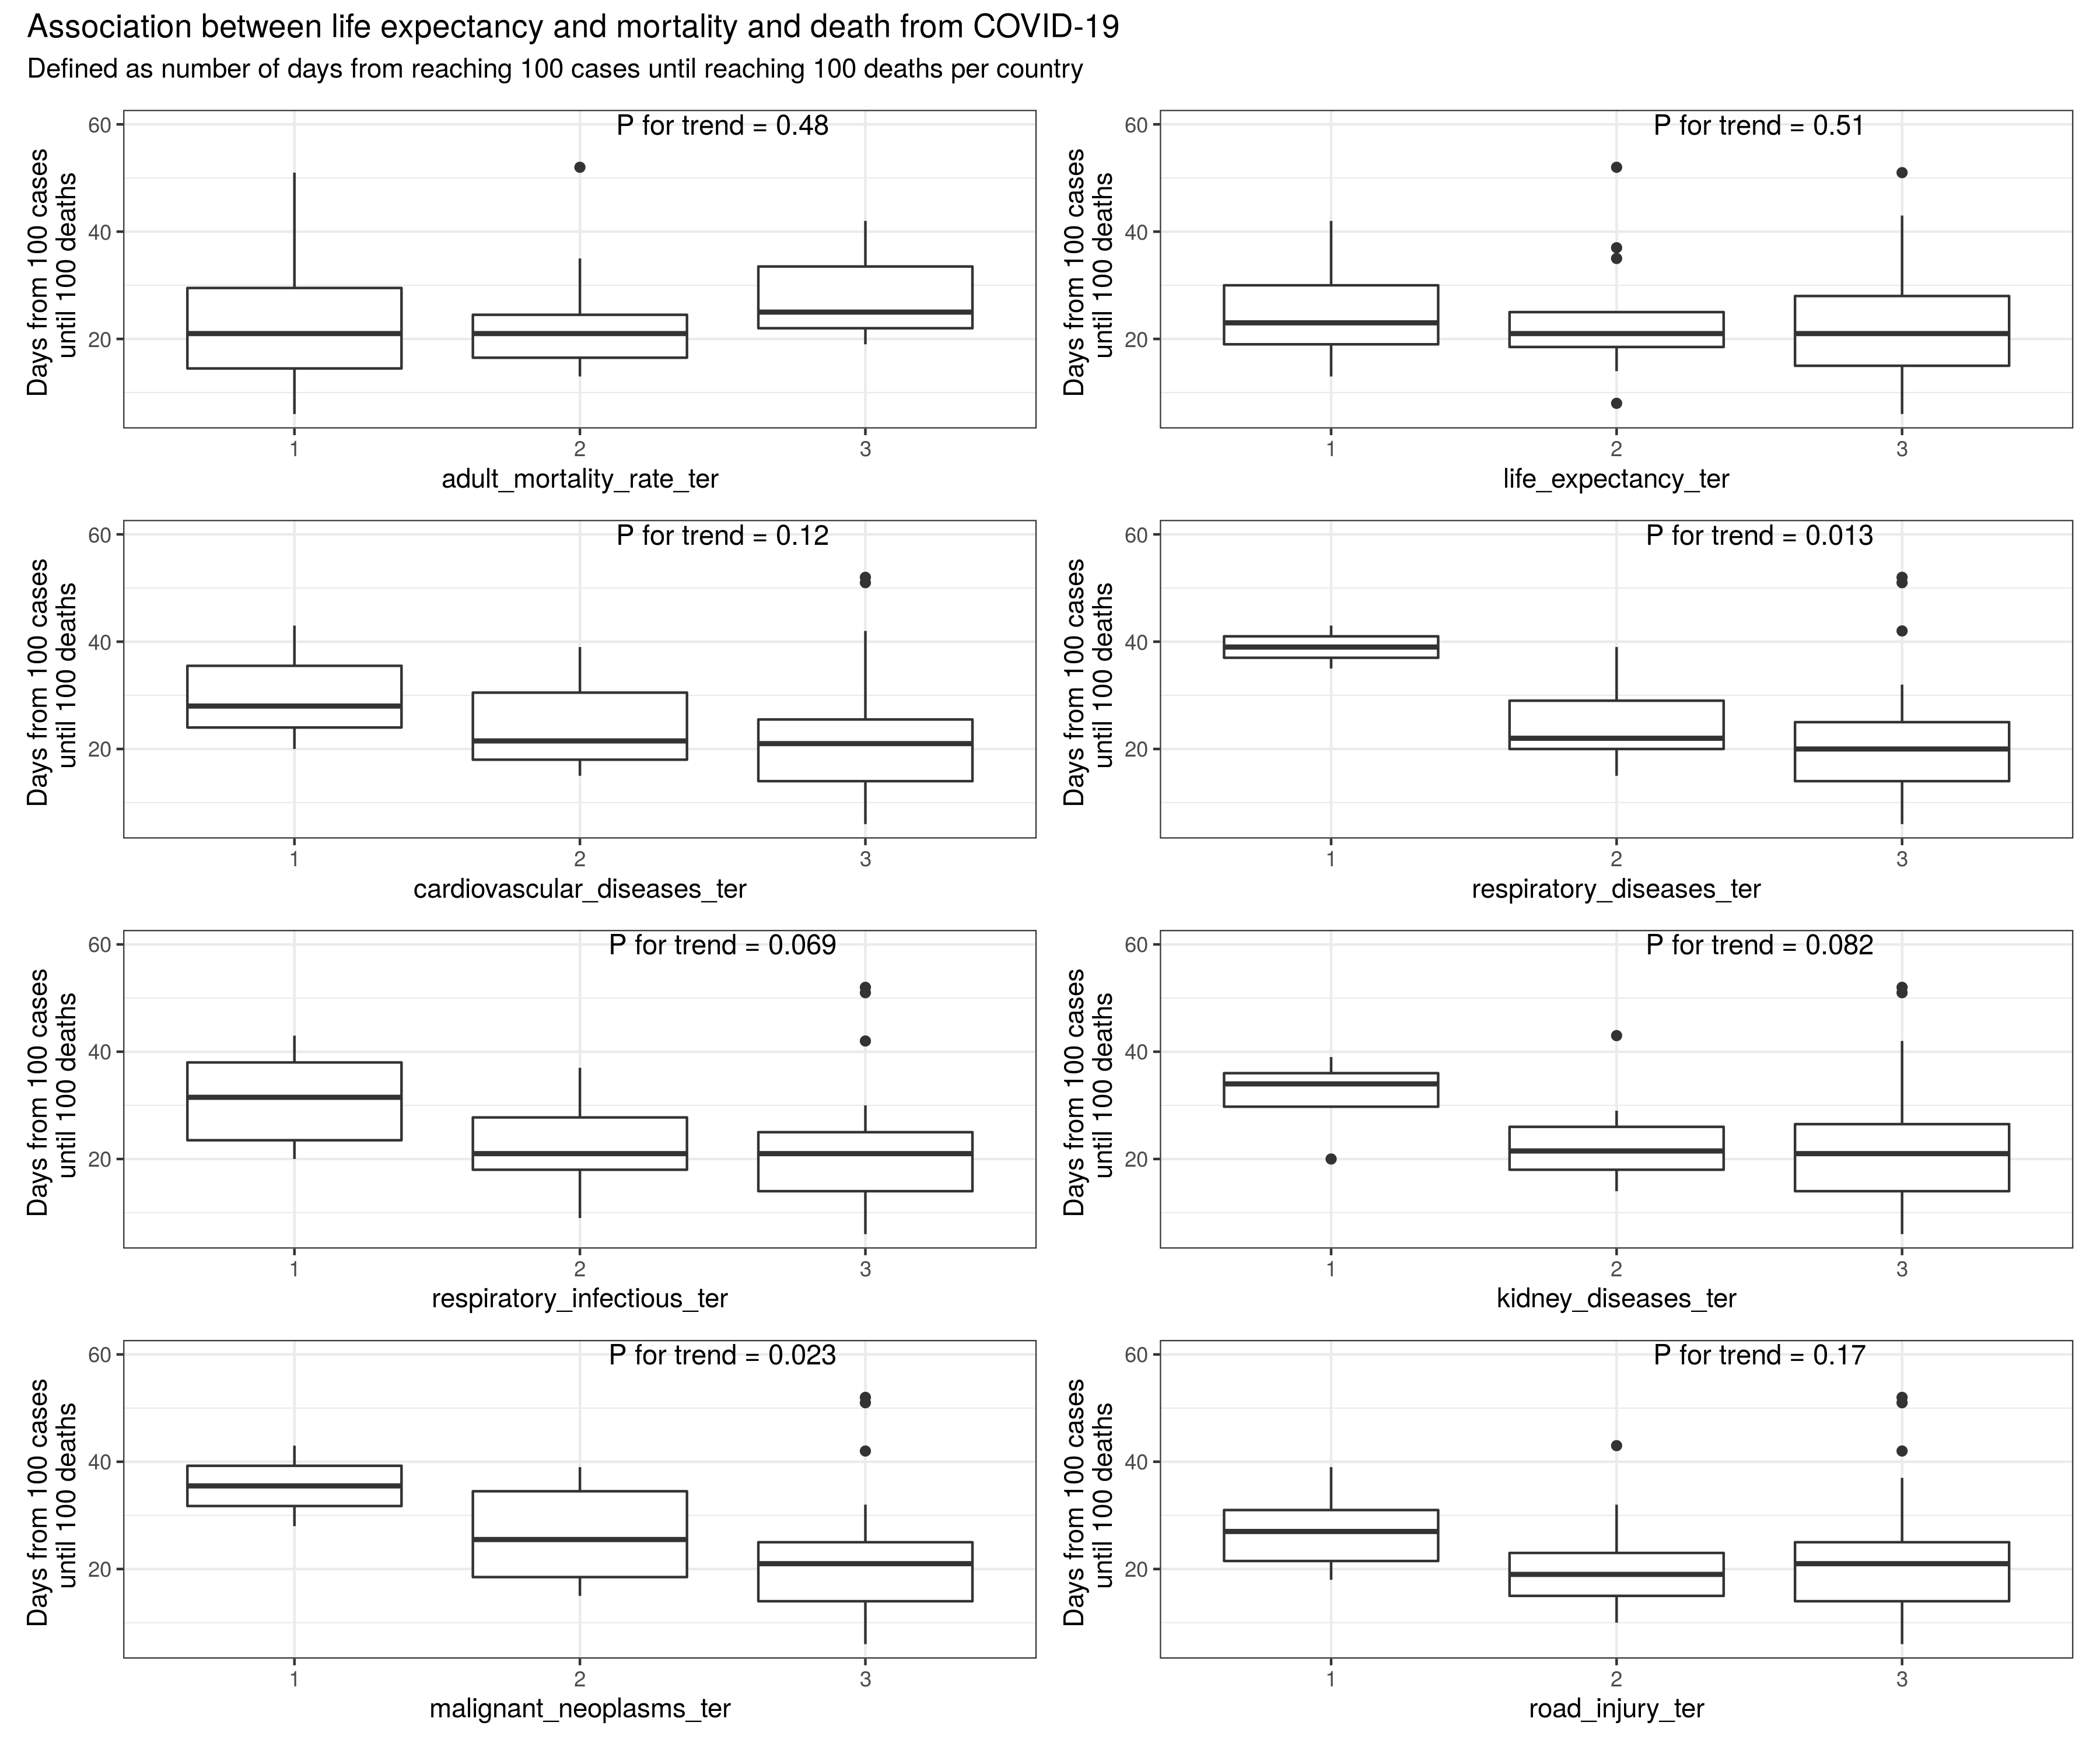 Association between life expectancy and mortality and death from COVID-19
Defined as number of days from reaching 100 cases until reaching 100 deaths per country
Days from 100 cases
until 100 deaths
60
40
20
P for trend = 0.48
1 2 3
adult_mortality_rate_ter
Days from 100 cases
until 100 deaths
60
40
20
P for trend = 0.51
1 2 3
life_expectancy_ter
Days from 100 cases
until 100 deaths
60
40
20
P for trend = 0.12
1 2 3
cardiovascular_diseases_ter
Days from 100 cases
until 100 deaths
60
40
20
P for trend = 0.013
1 2 3
respiratory_diseases_ter
Days from 100 cases
until 100 deaths
60
40
20
P for trend = 0.069
1 2 3
respiratory_infectious_ter
Days from 100 cases
until 100 deaths
60
40
20
P for trend = 0.082
1 2 3
kidney_diseases_ter
Days from 100 cases
until 100 deaths
60
40
20
P for trend = 0.023
1 2 3
malignant_neoplasms_ter
Days from 100 cases
until 100 deaths
60
40
20
P for trend = 0.17
1 2 3
road_injury_ter